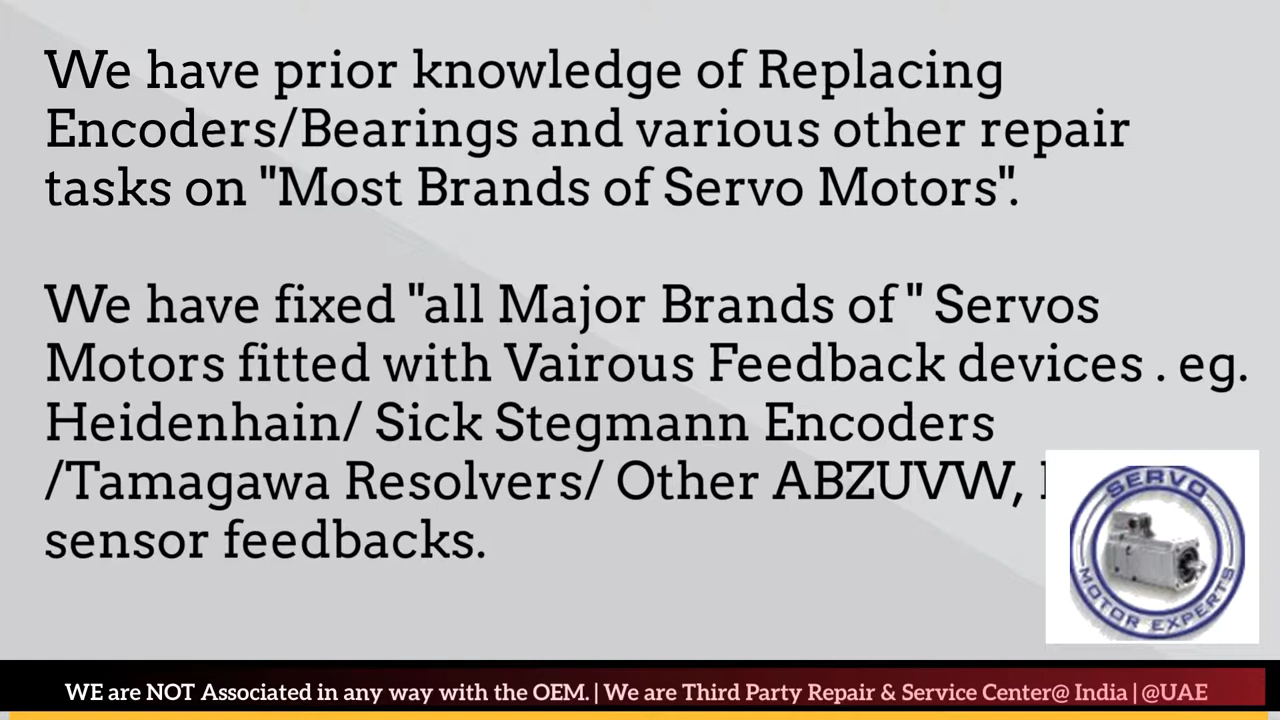 We have prior knowledge of Replacing
Encoders/Bearings and various other repair
tasks on "Most Brands of Servo Motors".
We have fixed "all Major Brands of " Servos
Motors fitted with Vairous Feedback devices . eg.
Heidenhain/ Sick Stegmann Encoders
/Tamagawa Resolvers/ Other ABZUVW,
sensor feedbacks.
SERVO
MOTOR EXPERTS
WE are NOT Associated in any way with the OEM. | We are Third Party Repair & Service Center@ India | @UAE